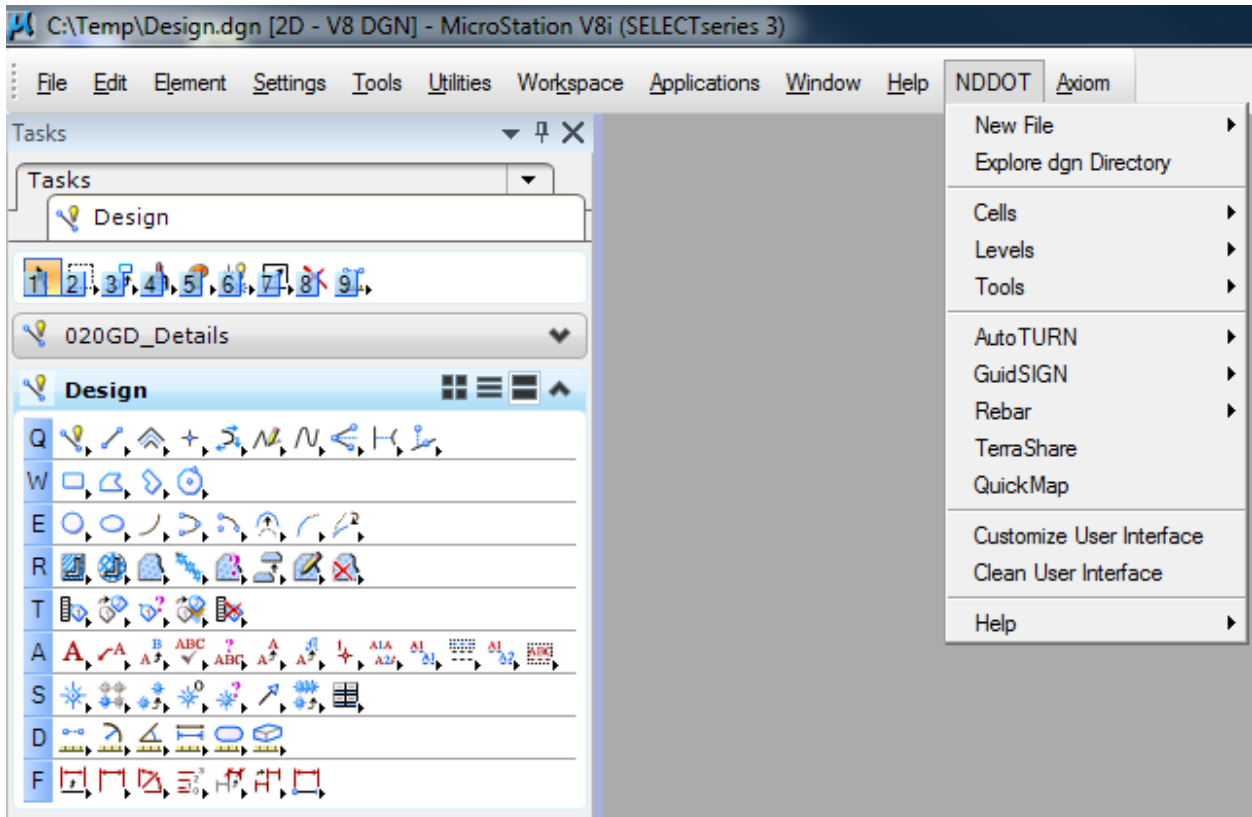 C:\Temp\Design.dgn [2D - V8 DGN] - MicroStation V8i (SELECTseries 3)
File Edit Element Settings Tools Utilities Workspace Applications Window Help NDDOT Axiom
Tasks
Tasks
Design
1 2 3 4 5 6 7 8 9
020GD_Details
Design
Q
W
E
R
T
A
S
D
F
New File
Explore dgn Directory
Cells
Levels
Tools
AutoTURN
GuidSIGN
Rebar
TerraShare
QuickMap
Customize User Interface
Clean User Interface
Help